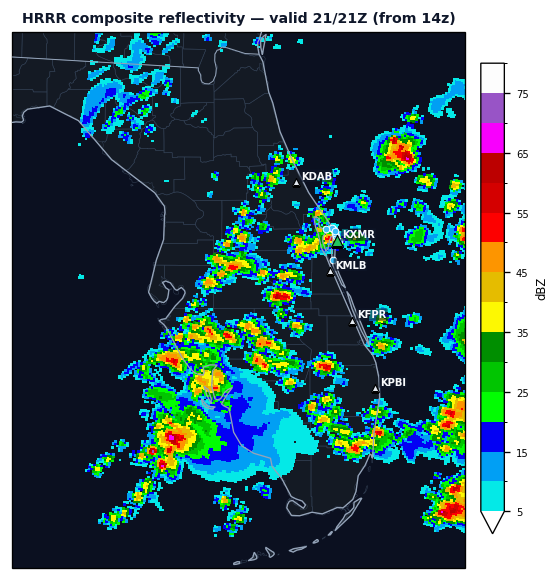 HRRR composite reflectivity — valid 21/21Z (from 14z)
KDAB
KXMR
KMLB
KFPR
KPBI
75
65
55
45
35
25
15
5
dBZ